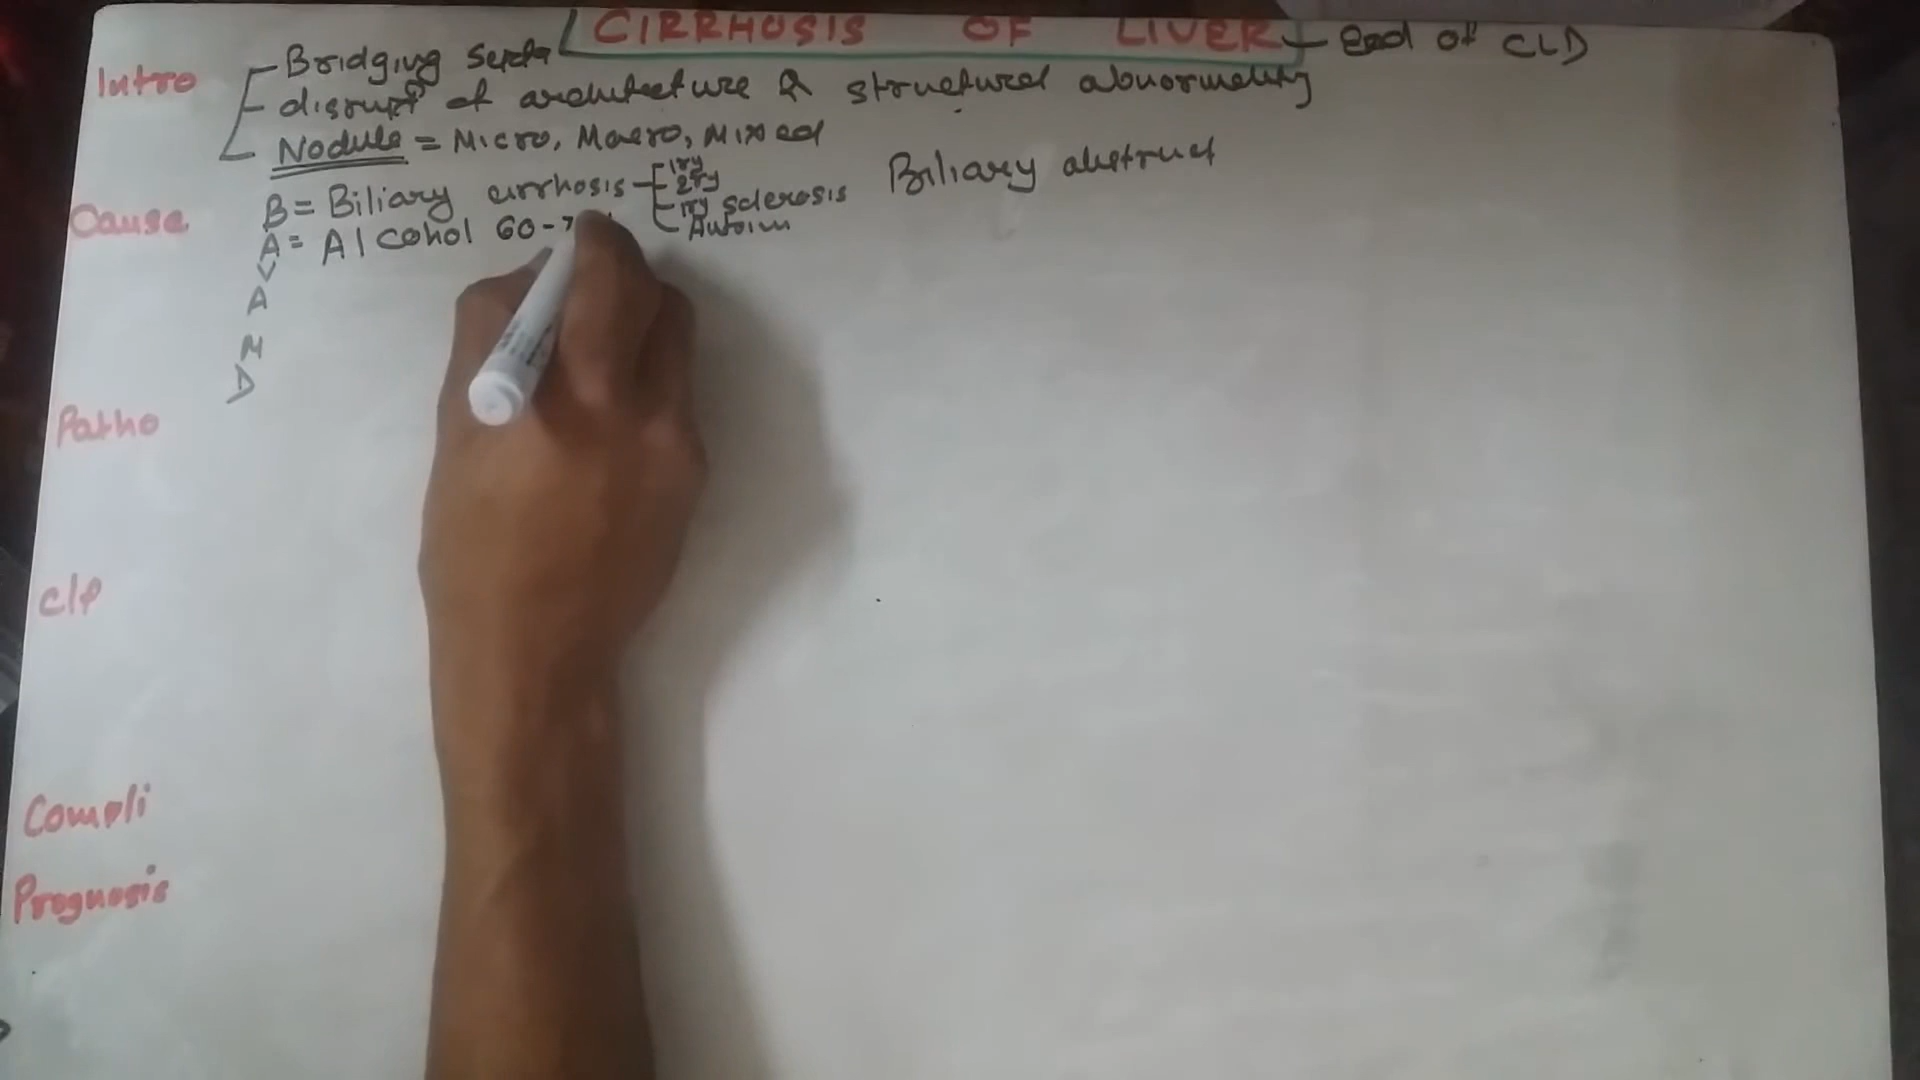 CIRRHOSIS OF LIVER - end of CLD
Intro
Bridging septa
disrupt of architecture & structural abnormality
Nodule = Micro, Macro, Mixed
Cause
B = Biliary cirrhosis
1ry
2ry
1ry sclerosis
Autoim
Biliary obstruct
A = Alcohol 60-7
V
A
M
D
Patho
C/P
Compli
Prognosis